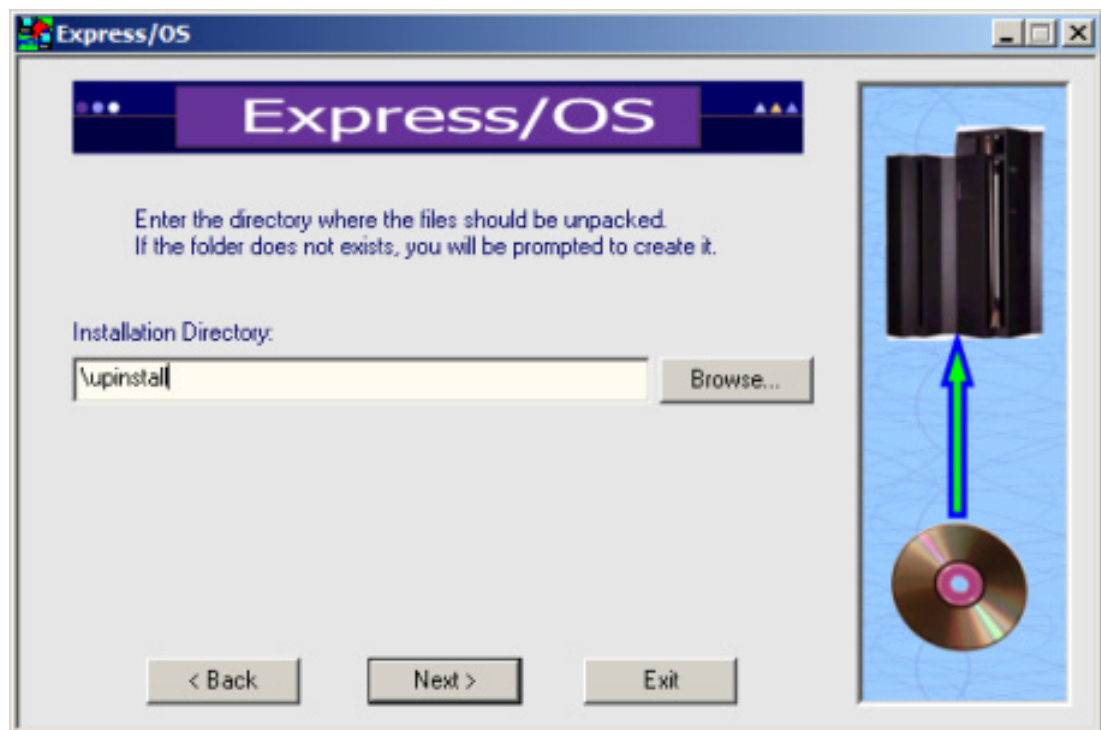 Express/OS
Express/OS
Enter the directory where the files should be unpacked.
If the folder does not exists, you will be prompted to create it.
Installation Directory:
\upinstall
Browse...
< Back
Next >
Exit